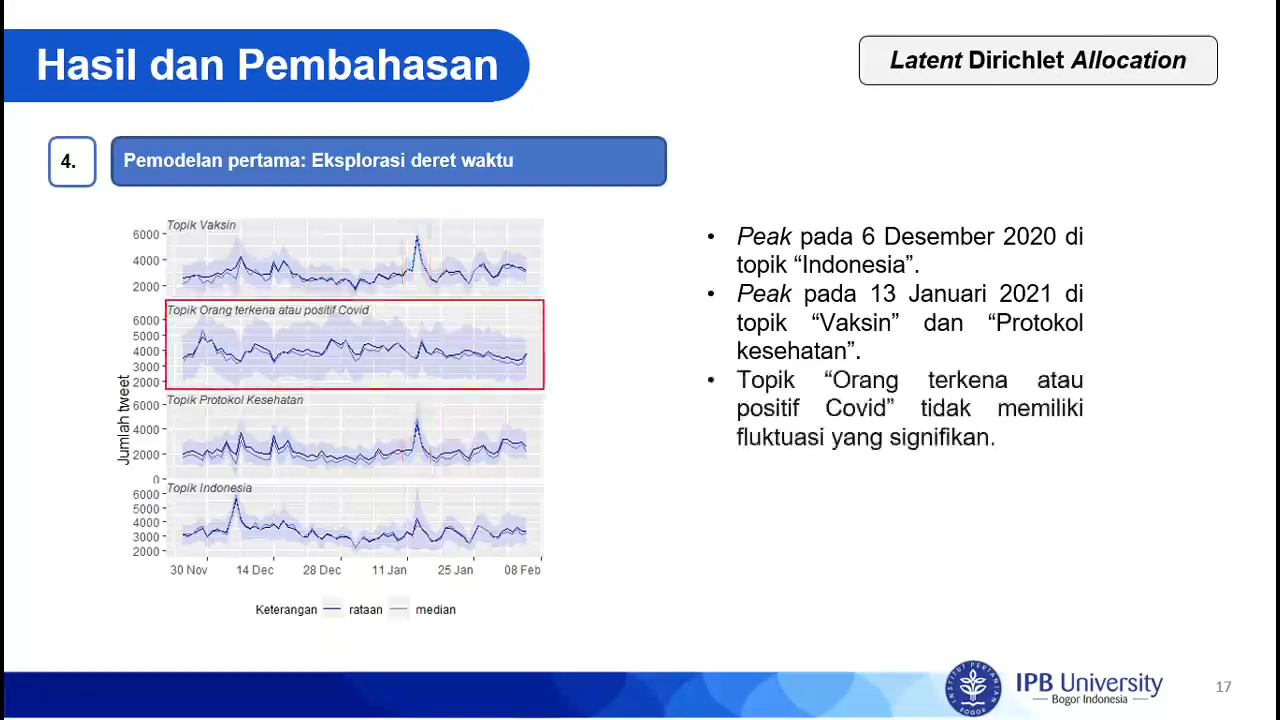 Hasil dan Pembahasan
Latent Dirichlet Allocation
4.
Pemodelan pertama: Eksplorasi deret waktu
Topik Vaksin
6000
4000
2000
Topik Orang terkena atau positif Covid
6000
5000
4000
3000
2000
Topik Protokol Kesehatan
6000
4000
2000
0
Topik Indonesia
6000
5000
4000
3000
2000
Jumlah tweet
30 Nov 14 Dec 28 Dec 11 Jan 25 Jan 08 Feb
Keterangan rataan median
• Peak pada 6 Desember 2020 di
topik “Indonesia”.
• Peak pada 13 Januari 2021 di
topik “Vaksin” dan “Protokol
kesehatan”.
• Topik “Orang terkena atau
positif Covid” tidak memiliki
fluktuasi yang signifikan.
INSTITUT PERTANIAN
BOGOR
IPB University
Bogor Indonesia
17